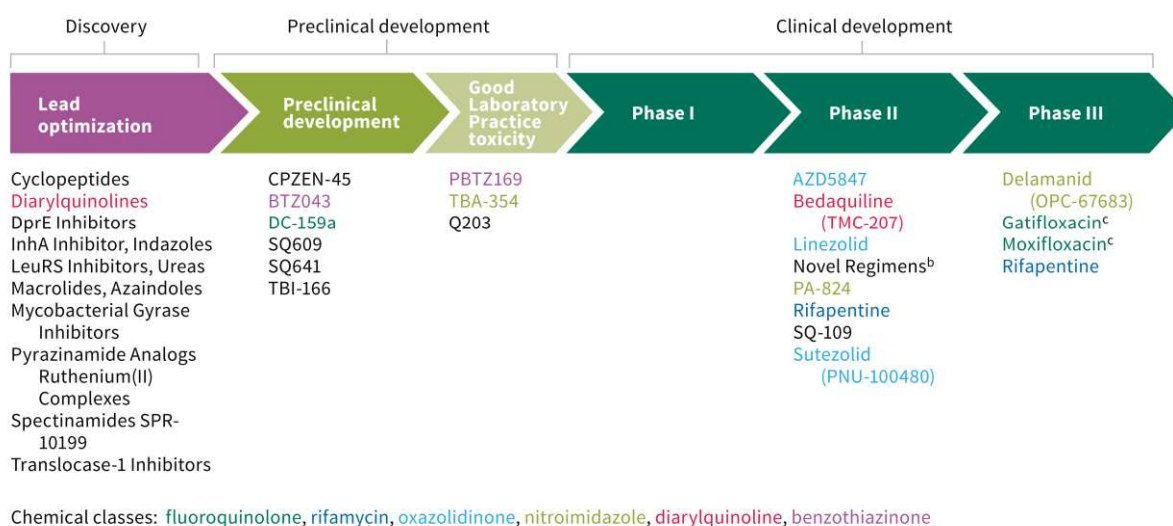 Discovery
Preclinical development
Clinical development
Lead
optimization
Preclinical
development
Good
Laboratory
Practice
toxicity
Phase I
Phase II
Phase III
Cyclopeptides
Diarylquinolines
DprE Inhibitors
InhA Inhibitor, Indazoles
LeuRS Inhibitors, Ureas
Macrolides, Azaindoles
Mycobacterial Gyrase
Inhibitors
Pyrazinamide Analogs
Ruthenium(II)
Complexes
Spectinamides SPR-
10199
Translocase-1 Inhibitors
CPZEN-45
BTZ043
DC-159a
SQ609
SQ641
TBI-166
PBTZ169
TBA-354
Q203
AZD5847
Bedaquiline
(TMC-207)
Linezolid
Novel Regimensᵇ
PA-824
Rifapentine
SQ-109
Sutezolid
(PNU-100480)
Delamanid
(OPC-67683)
Gatifloxacinᶜ
Moxifloxacinᶜ
Rifapentine
Chemical classes: fluoroquinolone, rifamycin, oxazolidinone, nitroimidazole, diarylquinoline, benzothiazinone